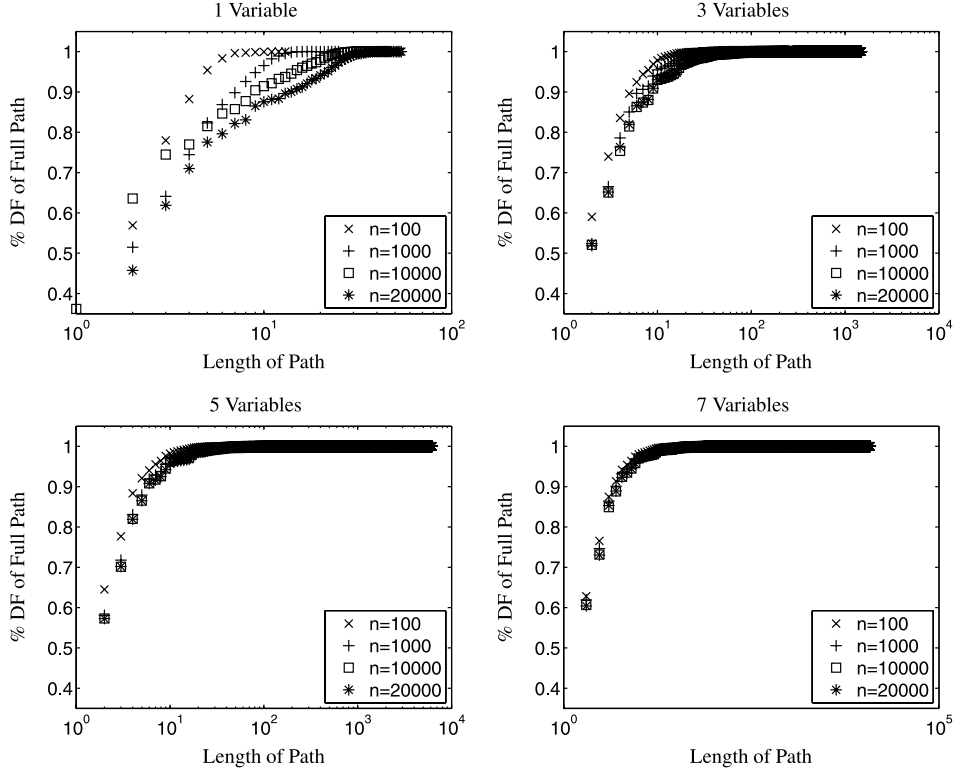 1 Variable
% DF of Full Path
1
0.9
0.8
0.7
0.6
0.5
0.4
n=100
n=1000
n=10000
n=20000
10^0
10^1
10^2
Length of Path
3 Variables
% DF of Full Path
1
0.9
0.8
0.7
0.6
0.5
0.4
n=100
n=1000
n=10000
n=20000
10^0
10^1
10^2
10^3
10^4
Length of Path
5 Variables
% DF of Full Path
1
0.9
0.8
0.7
0.6
0.5
0.4
n=100
n=1000
n=10000
n=20000
10^0
10^1
10^2
10^3
10^4
Length of Path
7 Variables
% DF of Full Path
1
0.9
0.8
0.7
0.6
0.5
0.4
n=100
n=1000
n=10000
n=20000
10^0
10^5
Length of Path